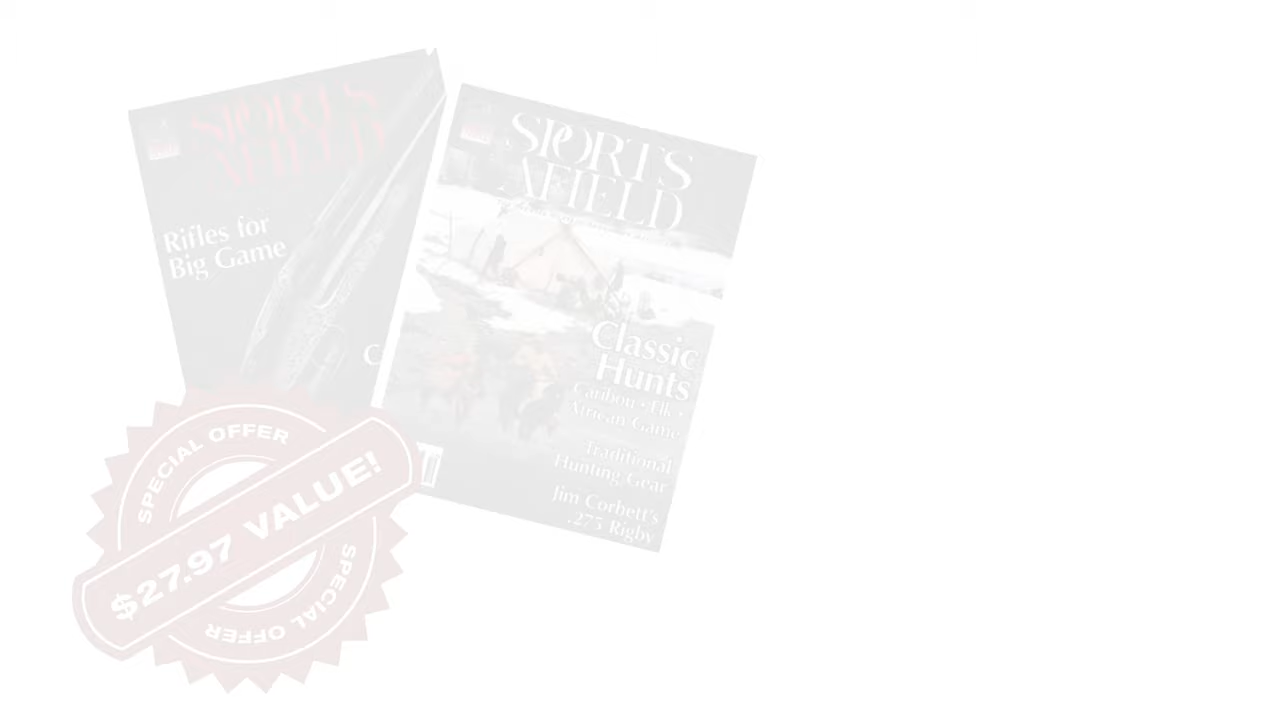 SPORTS
AFIELD
Rifles for
Big Game
C
SPORTS
AFIELD
Classic
Hunts
Caribou • Elk •
African Game
Traditional
Hunting Gear
Jim Corbett's
.275 Rigby
SPECIAL OFFER
$27.97 VALUE!
SPECIAL OFFER